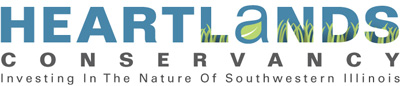 HEARTLaNDS
CONSERVANCY
Investing In The Nature Of Southwestern Illinois